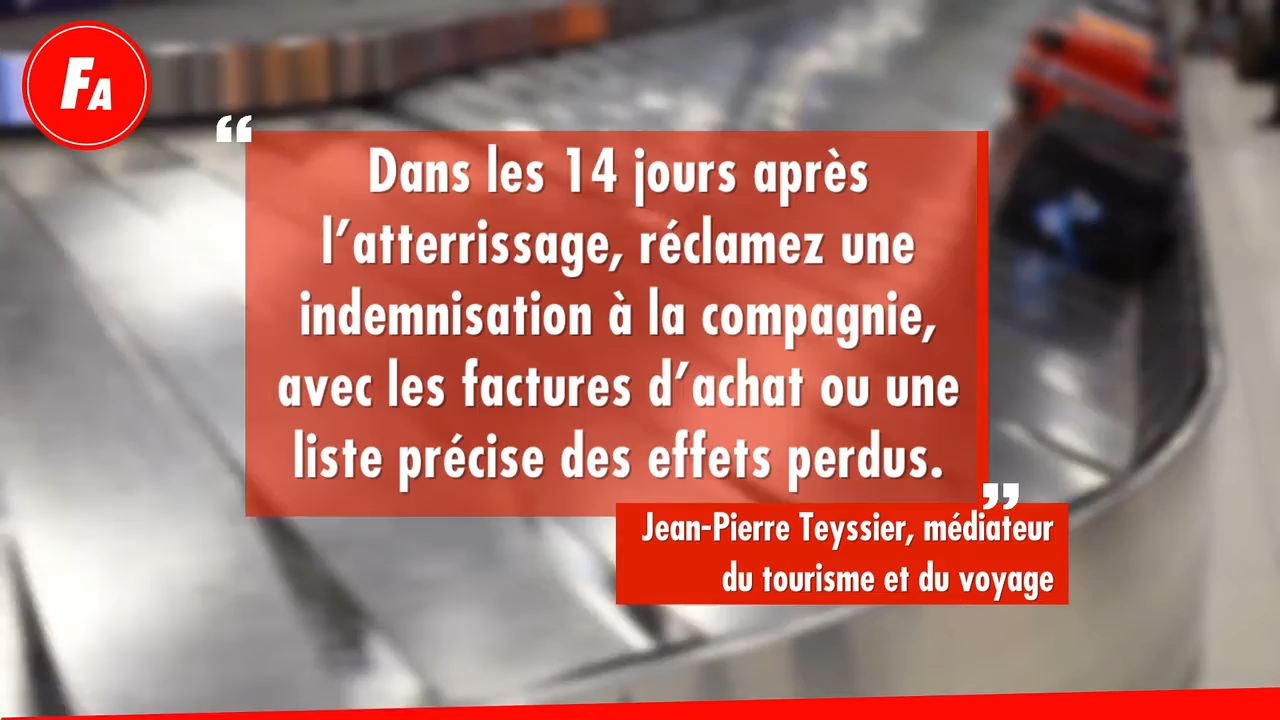 FA
“
Dans les 14 jours après
l’atterrissage, réclamez une
indemnisation à la compagnie,
avec les factures d’achat ou une
liste précise des effets perdus.
”
Jean-Pierre Teyssier, médiateur
du tourisme et du voyage